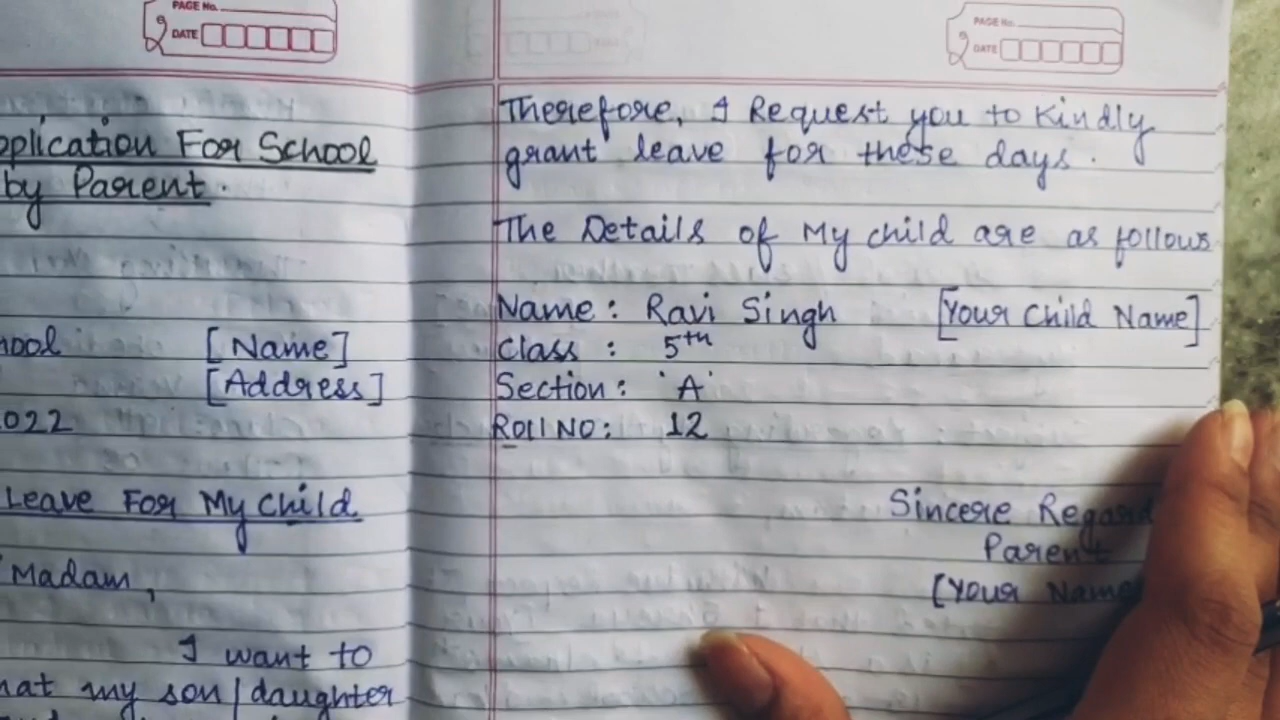 PAGE No.
DATE
pplication For School
by Parent.
[Name]
[Address]
022
Leave For My Child
Madam,
I want to
hat my son/daughter
PAGE No.
DATE
Therefore, I Request you to Kindly
grant leave for these days.
The Details of My child are as follows
Name: Ravi Singh [Your Child Name]
Class: 5th
Section: 'A'
Roll NO: 12
Sincere Regard
Parent
[Your Name